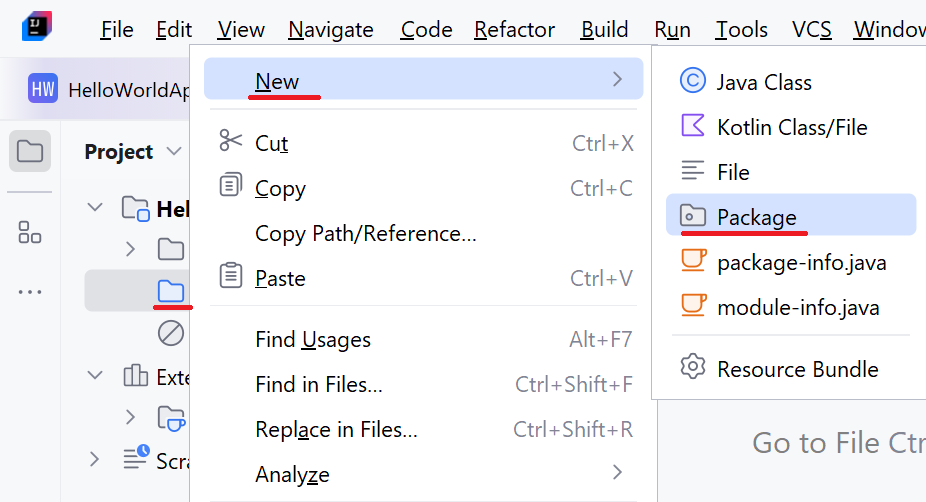 IJ
File Edit View Navigate Code Refactor Build Run Tools VCS Window
HW HelloWorldAp
Project
Hel
Exte
Scra
New
Cut Ctrl+X
Copy Ctrl+C
Copy Path/Reference...
Paste Ctrl+V
Find Usages Alt+F7
Find in Files... Ctrl+Shift+F
Replace in Files... Ctrl+Shift+R
Analyze
Java Class
Kotlin Class/File
File
Package
package-info.java
module-info.java
Resource Bundle
Go to File Ctr